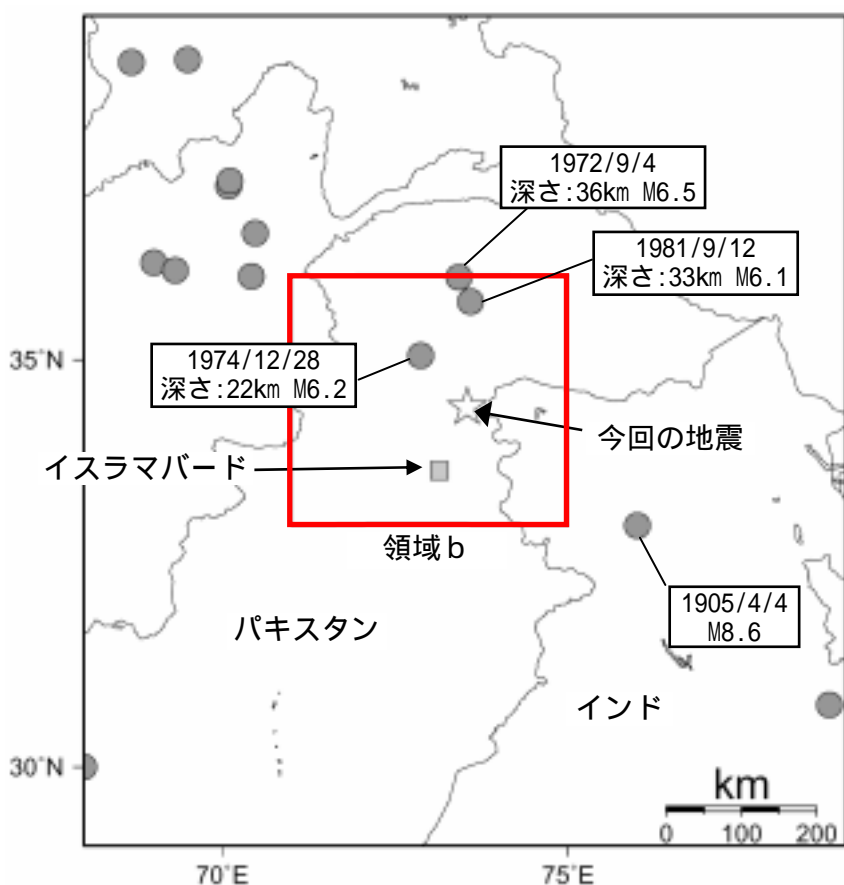 1972/9/4
深さ:36km M6.5
1981/9/12
深さ:33km M6.1
35°N
1974/12/28
深さ:22km M6.2
今回の地震
イスラマバード
領域b
1905/4/4
M8.6
パキスタン
インド
30°N
km
0 100 200
70°E 75°E